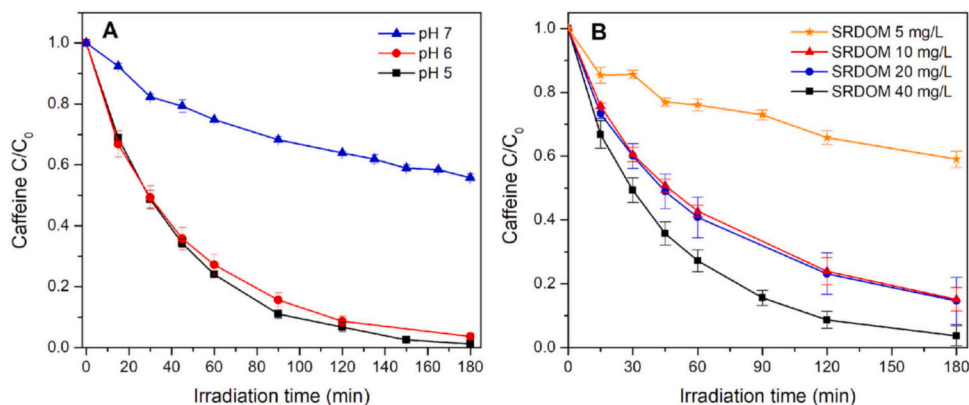 A
pH 7
pH 6
pH 5
Caffeine C/C₀
1.0
0.8
0.6
0.4
0.2
0.0
0 20 40 60 80 100 120 140 160 180
Irradiation time (min)
B
SRDOM 5 mg/L
SRDOM 10 mg/L
SRDOM 20 mg/L
SRDOM 40 mg/L
Caffeine C/C₀
1.0
0.8
0.6
0.4
0.2
0.0
0 30 60 90 120 150 180
Irradiation time (min)